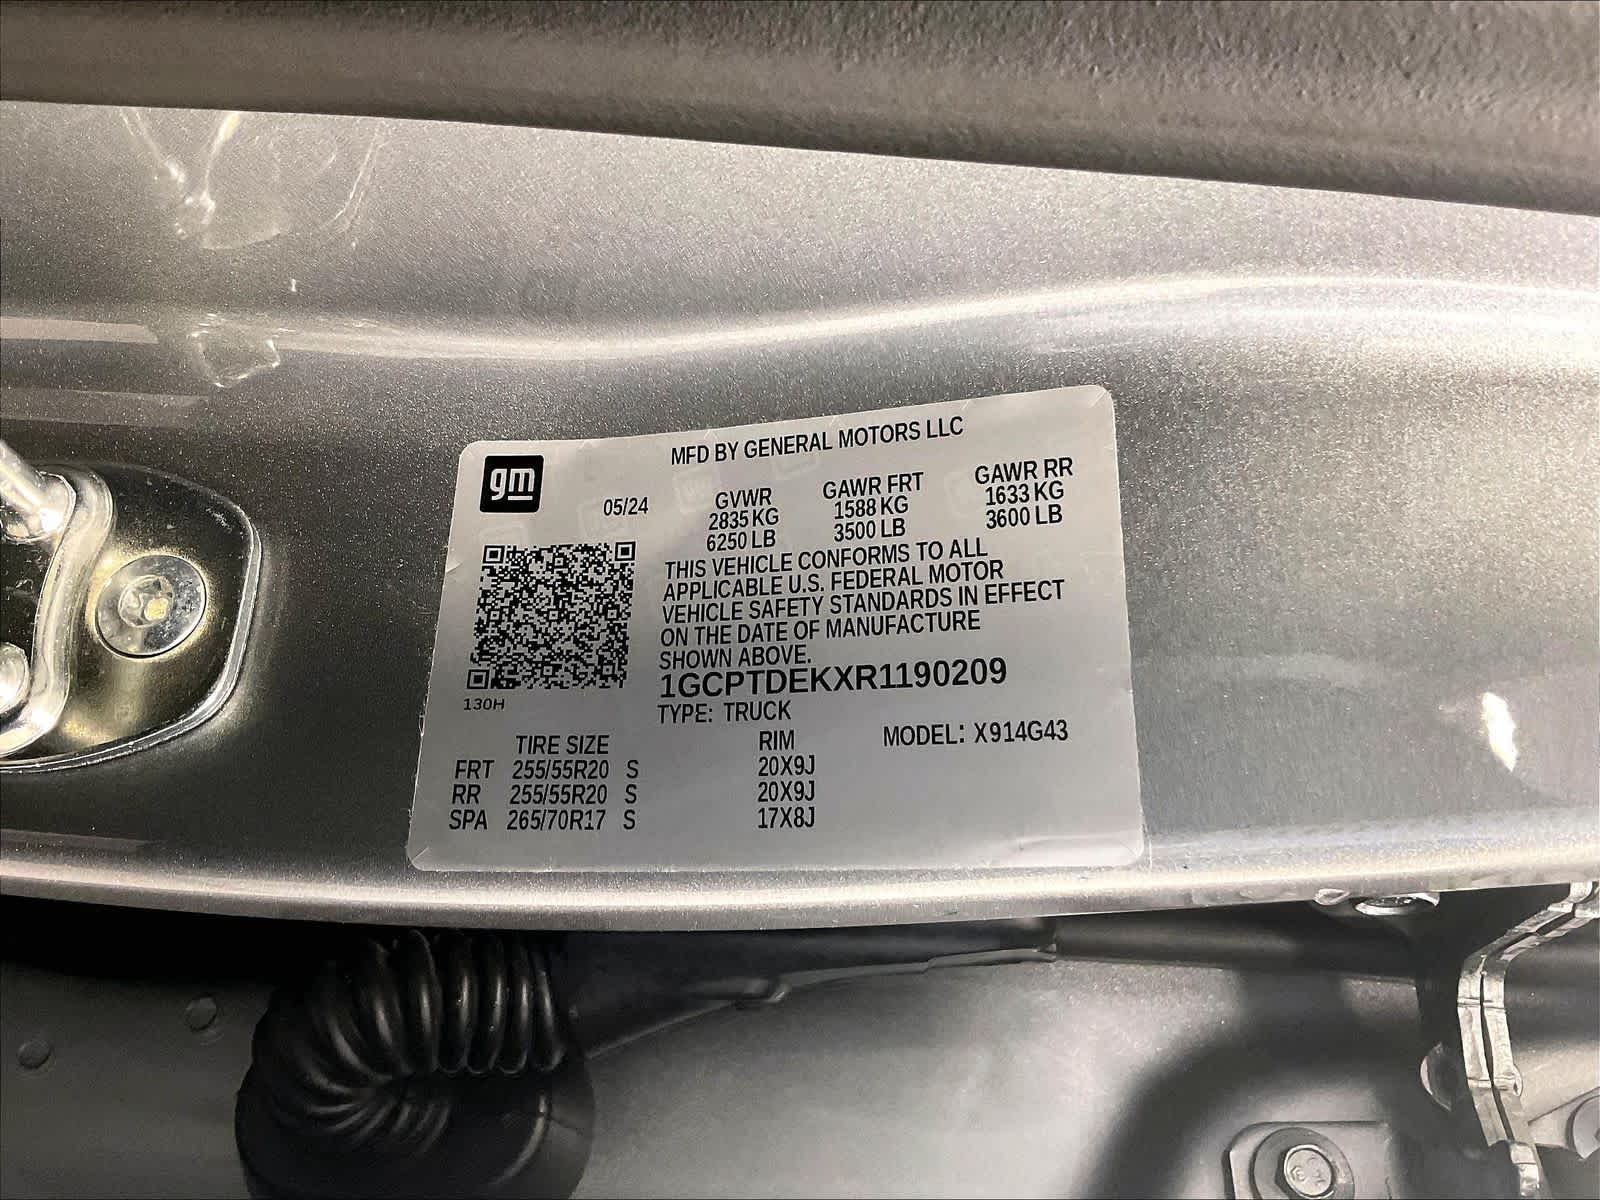 MFD BY GENERAL MOTORS LLC
gm
05/24
GVWR GAWR FRT GAWR RR
2835 KG 1588 KG 1633 KG
6250 LB 3500 LB 3600 LB
THIS VEHICLE CONFORMS TO ALL
APPLICABLE U.S. FEDERAL MOTOR
VEHICLE SAFETY STANDARDS IN EFFECT
ON THE DATE OF MANUFACTURE
SHOWN ABOVE.
1GCPTDEKXR1190209
130H
TYPE: TRUCK
MODEL: X914G43
TIRE SIZE RIM
FRT 255/55R20 S 20X9J
RR 255/55R20 S 20X9J
SPA 265/70R17 S 17X8J